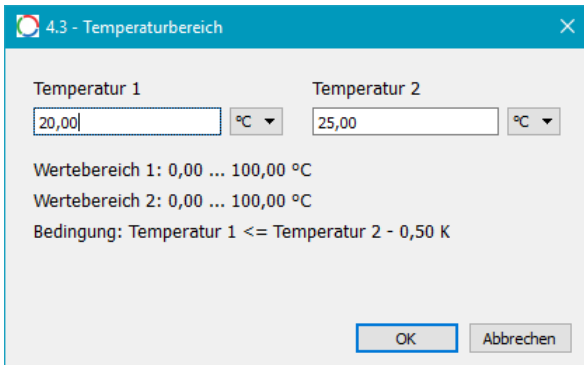 4.3 - Temperaturbereich
Temperatur 1 Temperatur 2
20,00 °C 25,00 °C
Wertebereich 1: 0,00 ... 100,00 °C
Wertebereich 2: 0,00 ... 100,00 °C
Bedingung: Temperatur 1 <= Temperatur 2 - 0,50 K
OK Abbrechen